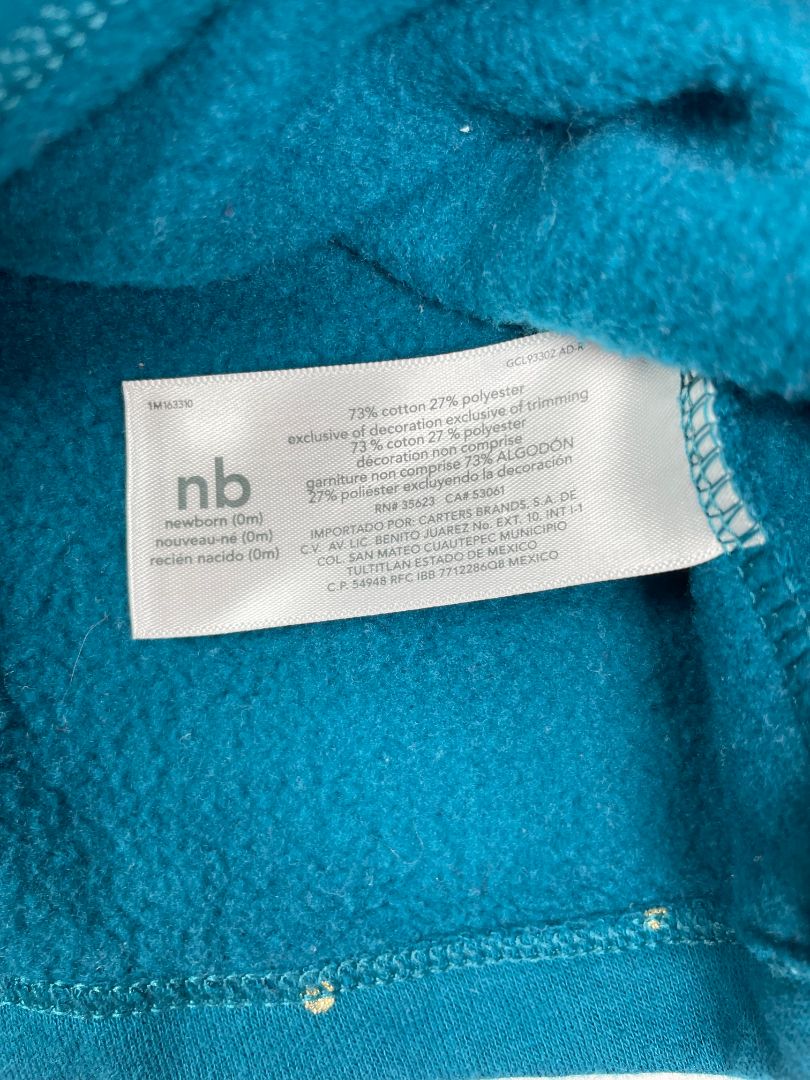 1M163310
GCL93302 AD-R
nb
newborn (0m)
nouveau-né (0m)
recién nacido (0m)
73% cotton 27% polyester
exclusive of decoration exclusive of trimming
73 % coton 27 % polyester
décoration non comprise
garniture non comprise 73% ALGODÓN
27% poliéster excluyendo la decoración
RN# 35623 CA# 53061
IMPORTADO POR: CARTERS BRANDS, S.A. DE
C.V. AV. LIC. BENITO JUAREZ No. EXT. 10, INT I-1
COL. SAN MATEO CUAUTEPEC MUNICIPIO
TULTITLAN ESTADO DE MEXICO
C.P. 54948 RFC IBB 7712286Q8 MEXICO